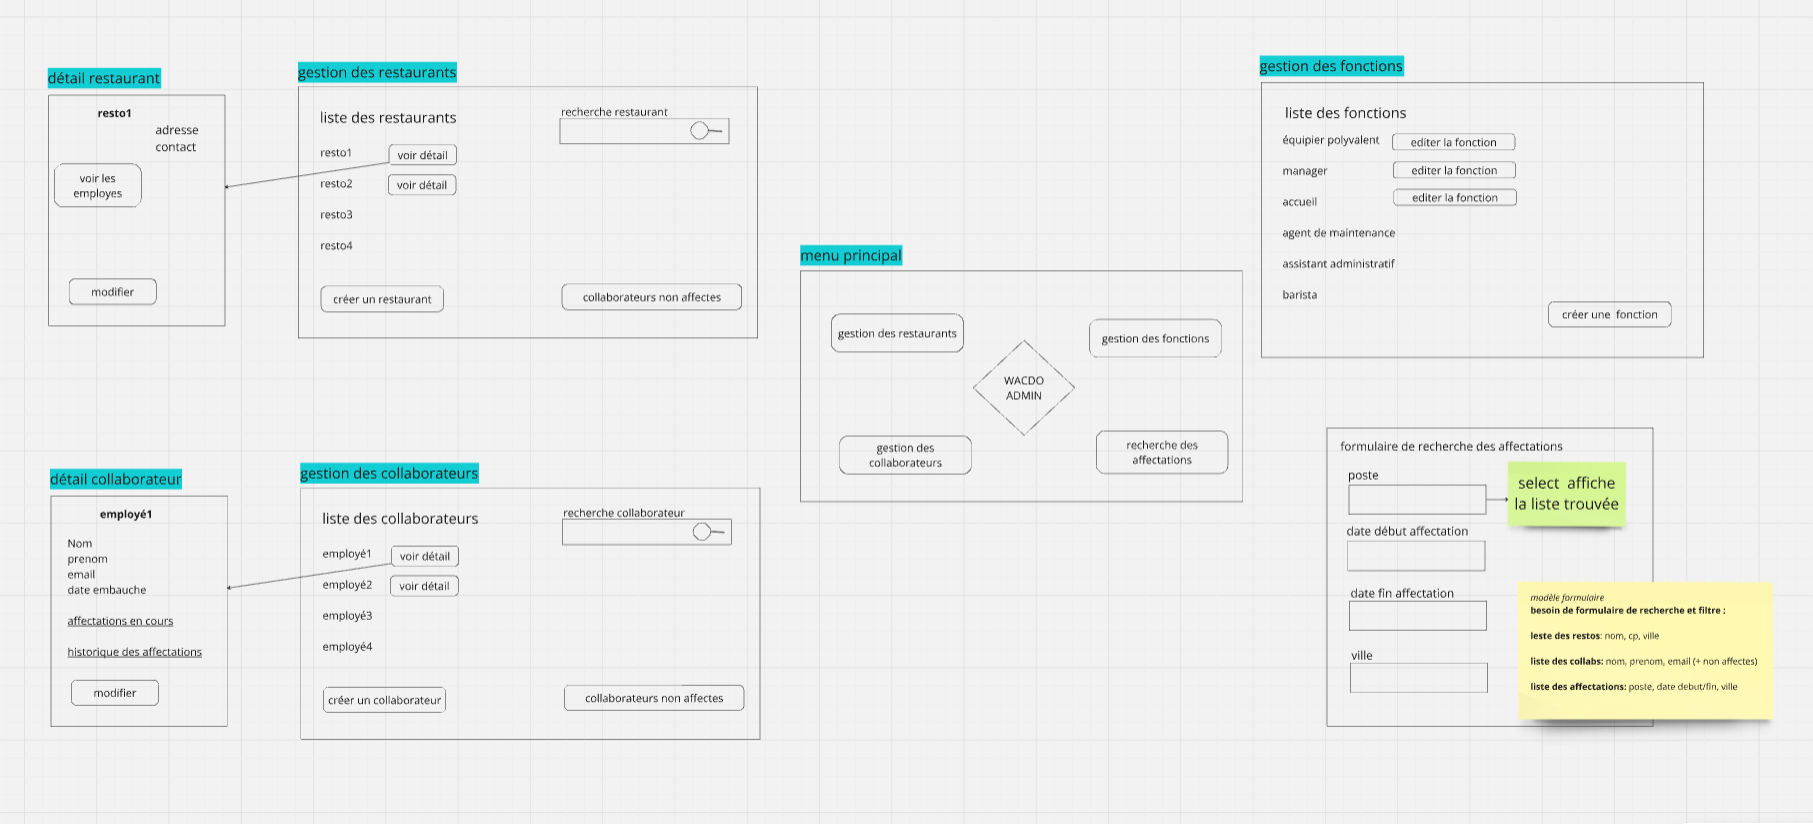 détail restaurant
resto1
adresse
contact
voir les
employes
modifier
gestion des restaurants
liste des restaurants
recherche restaurant
resto1
voir détail
resto2
voir détail
resto3
resto4
créer un restaurant
collaborateurs non affectes
menu principal
gestion des restaurants
gestion des fonctions
WACDO
ADMIN
gestion des
collaborateurs
recherche des
affectations
gestion des fonctions
liste des fonctions
équipier polyvalent
editer la fonction
manager
editer la fonction
accueil
editer la fonction
agent de maintenance
assistant administratif
barista
créer une fonction
détail collaborateur
employé1
Nom
prenom
email
date embauche
affectations en cours
historique des affectations
modifier
gestion des collaborateurs
liste des collaborateurs
recherche collaborateur
employé1
voir détail
employé2
voir détail
employé3
employé4
créer un collaborateur
collaborateurs non affectes
formulaire de recherche des affectations
poste
select affiche
la liste trouvée
date début affectation
date fin affectation
ville
modèle formulaire
besoin de formulaire de recherche et filtre :
leste des restos: nom, cp, ville
liste des collabs: nom, prenom, email (+ non affectes)
liste des affectations: poste, date debut/fin, ville